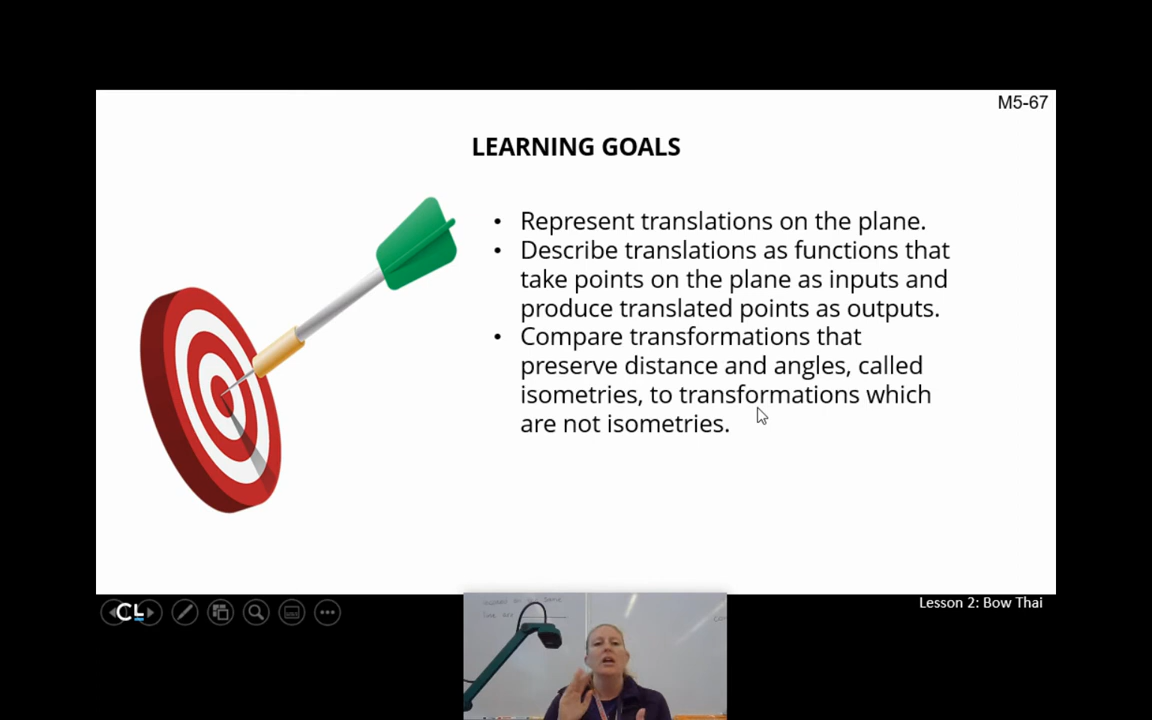 M5-67
LEARNING GOALS
• Represent translations on the plane.
• Describe translations as functions that
take points on the plane as inputs and
produce translated points as outputs.
• Compare transformations that
preserve distance and angles, called
isometries, to transformations which
are not isometries.
CL
Lesson 2: Bow Thai